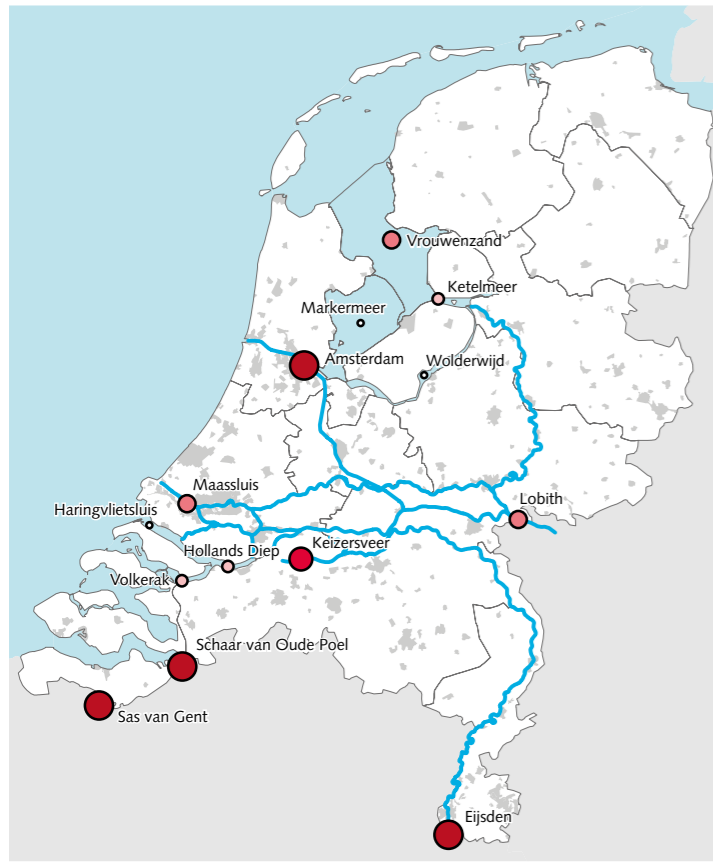 Vrouwenzand
Ketelmeer
Markermeer
Amsterdam
Wolderwijd
Maassluis
Lobith
Haringvlietsluis
Hollands Diep
Keizersveer
Volkerak
Schaar van Oude Poel
Sas van Gent
Eijsden